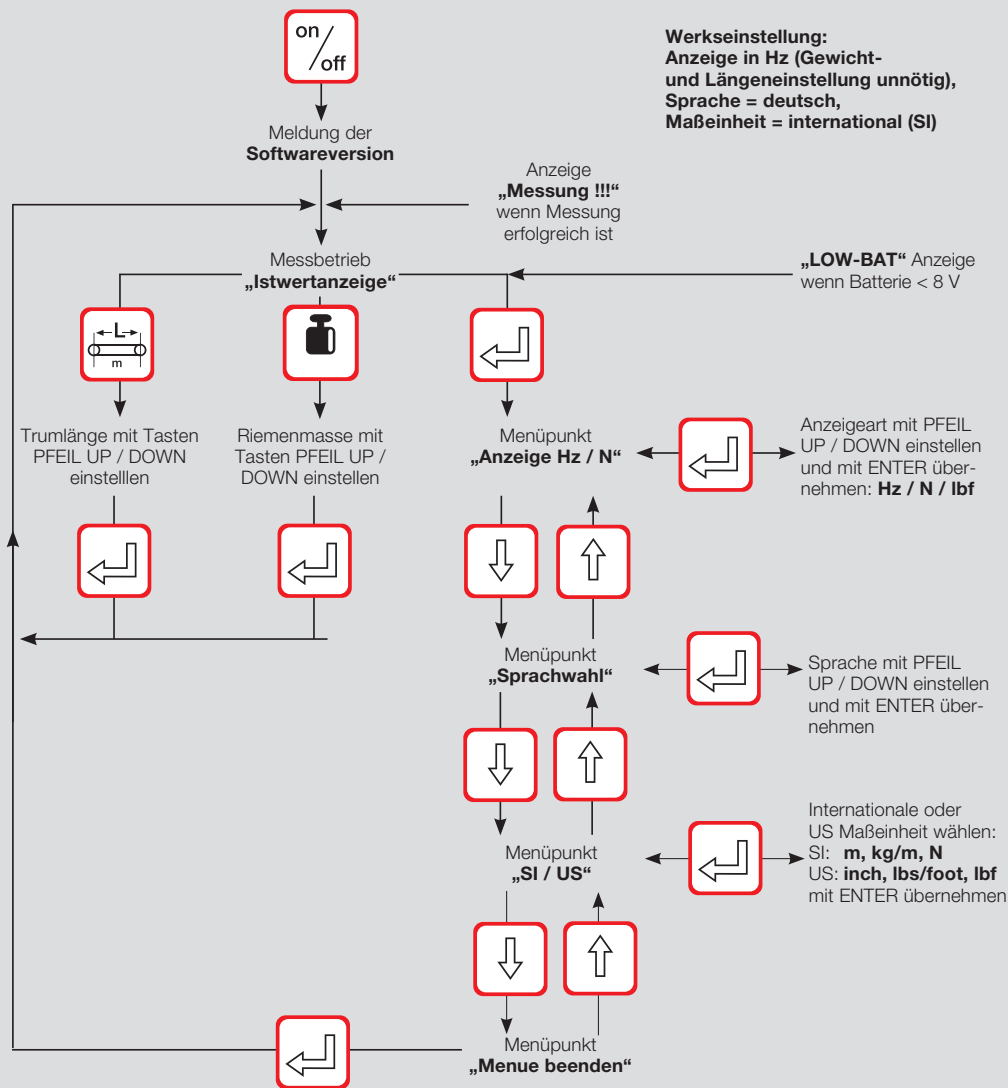 on
off
Werkseinstellung:
Anzeige in Hz (Gewicht-
und Längeneinstellung unnötig),
Sprache = deutsch,
Maßeinheit = international (SI)
Meldung der
Softwareversion
Anzeige
„Messung !!!“
wenn Messung
erfolgreich ist
Messbetrieb
„Istwertanzeige“
„LOW-BAT“ Anzeige
wenn Batterie < 8 V
L
m
Trumlänge mit Tasten
PFEIL UP / DOWN
einstelllen
Riemenmasse mit
Tasten PFEIL UP /
DOWN einstellen
Menüpunkt
„Anzeige Hz / N“
Anzeigeart mit PFEIL
UP / DOWN einstellen
und mit ENTER über-
nehmen: Hz / N / lbf
Menüpunkt
„Sprachwahl“
Sprache mit PFEIL
UP / DOWN einstellen
und mit ENTER über-
nehmen
Menüpunkt
„SI / US“
Internationale oder
US Maßeinheit wählen:
SI: m, kg/m, N
US: inch, lbs/foot, lbf
mit ENTER übernehmen
Menüpunkt
„Menue beenden“